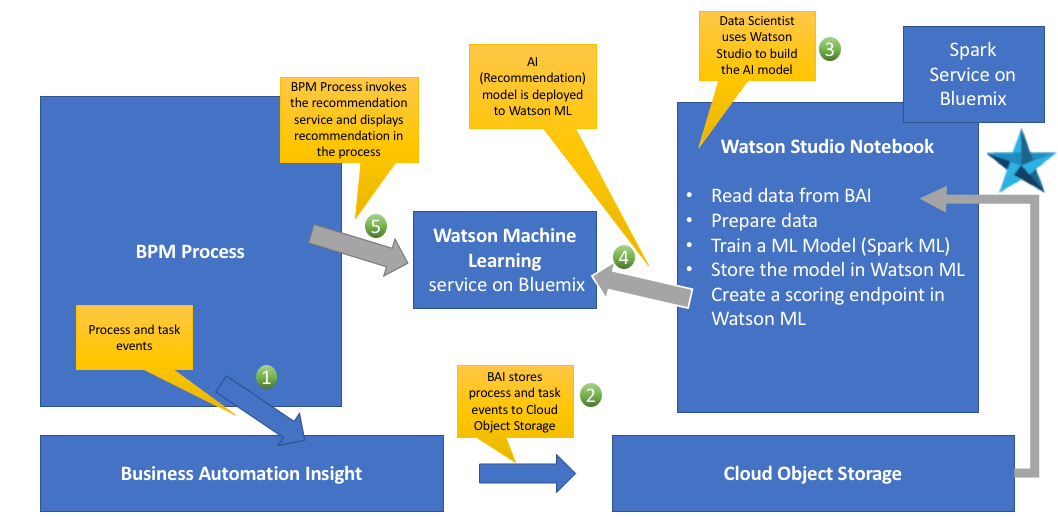 Data Scientist
uses Watson
Studio to build
the AI model
3
Spark
Service on
Bluemix
AI
(Recommendation)
model is deployed
to Watson ML
BPM Process invokes
the recommendation
service and displays
recommendation in
the process
Watson Studio Notebook
• Read data from BAI
• Prepare data
• Train a ML Model (Spark ML)
• Store the model in Watson ML
• Create a scoring endpoint in
Watson ML
5
BPM Process
Watson Machine
Learning
service on Bluemix
4
Process and task
events
1
BAI stores
process and task
events to Cloud
Object Storage
2
Business Automation Insight
Cloud Object Storage